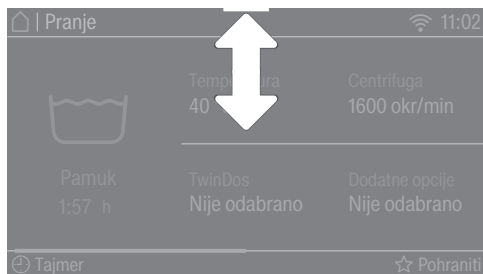 | Pranje 11:02
Centrifuga
40 1600 okr/min
Pamuk TwinDos Dodatne opcije
1:57 h Nije odabrano Nije odabrano
Tajmer Pohraniti